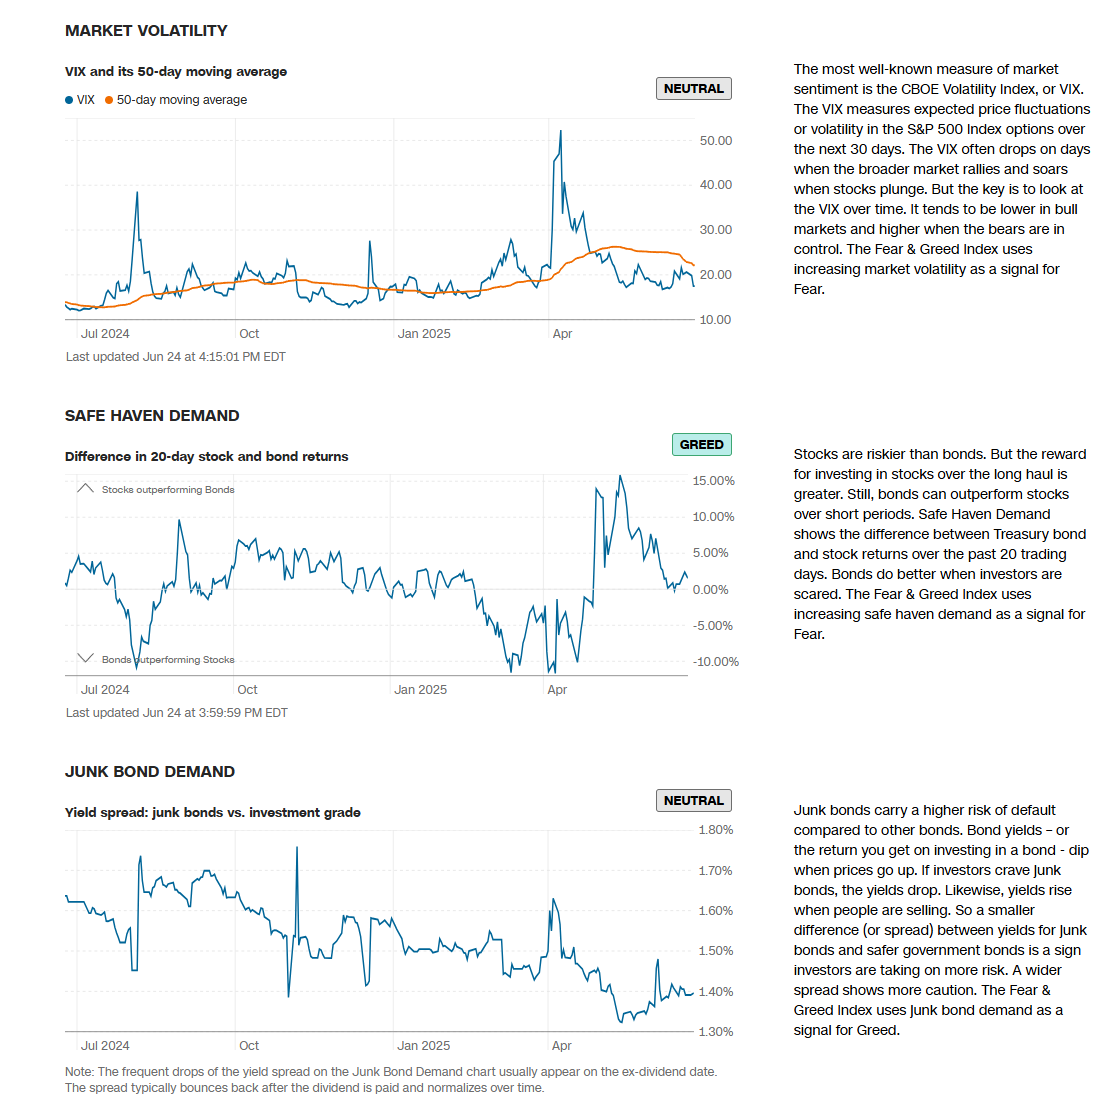 MARKET VOLATILITY
VIX and its 50-day moving average
NEUTRAL
VIX
50-day moving average
50.00
40.00
30.00
20.00
10.00
Jul 2024
Oct
Jan 2025
Apr
Last updated Jun 24 at 4:15:01 PM EDT
The most well-known measure of market
sentiment is the CBOE Volatility Index, or VIX.
The VIX measures expected price fluctuations
or volatility in the S&P 500 Index options over
the next 30 days. The VIX often drops on days
when the broader market rallies and soars
when stocks plunge. But the key is to look at
the VIX over time. It tends to be lower in bull
markets and higher when the bears are in
control. The Fear & Greed Index uses
increasing market volatility as a signal for
Fear.
SAFE HAVEN DEMAND
Difference in 20-day stock and bond returns
GREED
Stocks outperforming Bonds
15.00%
10.00%
5.00%
0.00%
-5.00%
-10.00%
Bonds outperforming Stocks
Jul 2024
Oct
Jan 2025
Apr
Last updated Jun 24 at 3:59:59 PM EDT
Stocks are riskier than bonds. But the reward
for investing in stocks over the long haul is
greater. Still, bonds can outperform stocks
over short periods. Safe Haven Demand
shows the difference between Treasury bond
and stock returns over the past 20 trading
days. Bonds do better when investors are
scared. The Fear & Greed Index uses
increasing safe haven demand as a signal for
Fear.
JUNK BOND DEMAND
Yield spread: junk bonds vs. investment grade
NEUTRAL
1.80%
1.70%
1.60%
1.50%
1.40%
1.30%
Jul 2024
Oct
Jan 2025
Apr
Note: The frequent drops of the yield spread on the Junk Bond Demand chart usually appear on the ex-dividend date.
The spread typically bounces back after the dividend is paid and normalizes over time.
Junk bonds carry a higher risk of default
compared to other bonds. Bond yields – or
the return you get on investing in a bond - dip
when prices go up. If investors crave junk
bonds, the yields drop. Likewise, yields rise
when people are selling. So a smaller
difference (or spread) between yields for junk
bonds and safer government bonds is a sign
investors are taking on more risk. A wider
spread shows more caution. The Fear &
Greed Index uses junk bond demand as a
signal for Greed.